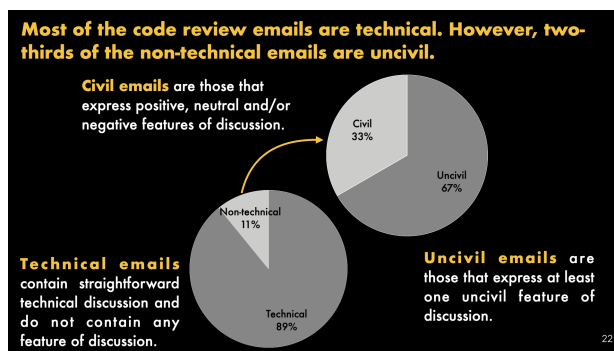 Most of the code review emails are technical. However, two-
thirds of the non-technical emails are uncivil.
Civil emails are those that
express positive, neutral and/or
negative features of discussion.
Civil
33%
Uncivil
67%
Non-technical
11%
Technical
89%
Technical emails
contain straightforward
technical discussion and
do not contain any
feature of discussion.
Uncivil emails are
those that express at least
one uncivil feature of
discussion.
22